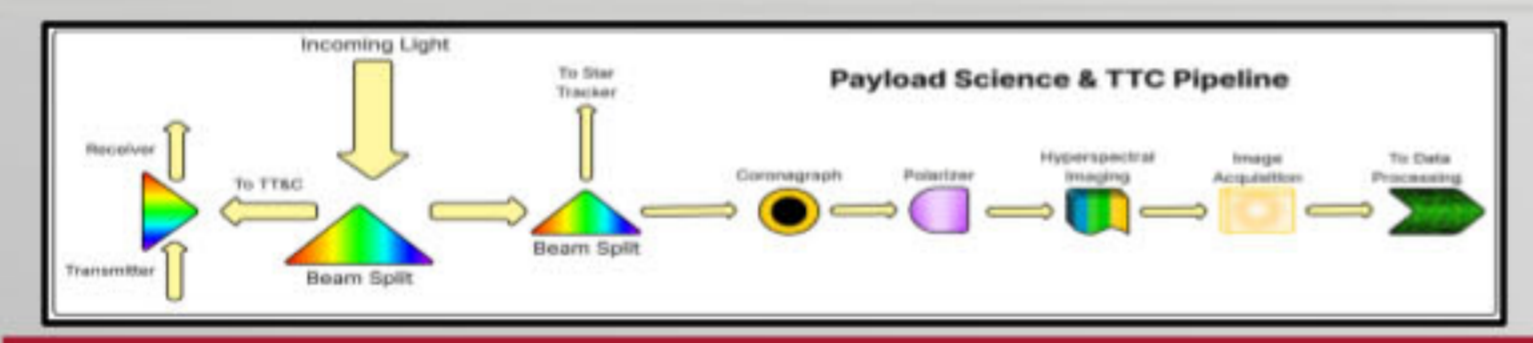 Incoming Light
To Star
Tracker
Payload Science & TTC Pipeline
Receiver
To TT&C
Coronagraph
Polarizer
Hyperspectral
Imaging
Image
Acquisition
To Data
Processing
Beam Split
Beam Split
Transmitter